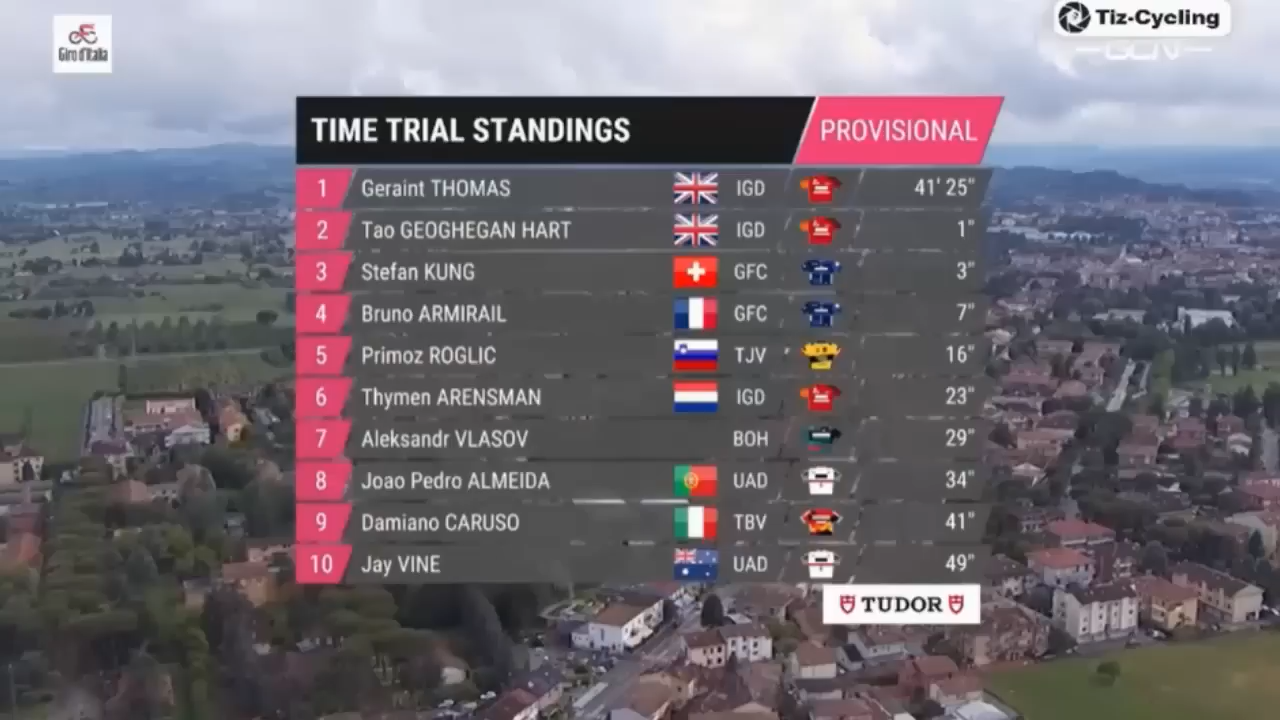 Giro d'Italia
Tiz-Cycling
GCN
TIME TRIAL STANDINGS PROVISIONAL
1 Geraint THOMAS IGD 41' 25"
2 Tao GEOGHEGAN HART IGD 1"
3 Stefan KUNG GFC 3"
4 Bruno ARMIRAIL GFC 7"
5 Primoz ROGLIC TJV 16"
6 Thymen ARENSMAN IGD 23"
7 Aleksandr VLASOV BOH 29"
8 Joao Pedro ALMEIDA UAD 34"
9 Damiano CARUSO TBV 41"
10 Jay VINE UAD 49"
TUDOR